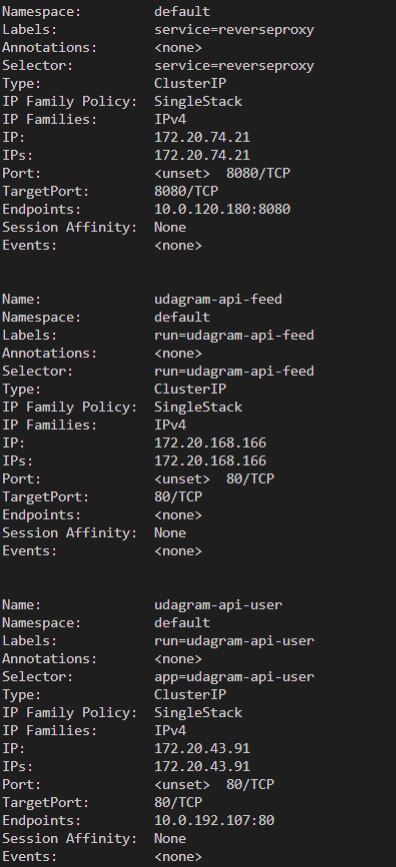 Namespace:         default
Labels:            service=reverseproxy
Annotations:       <none>
Selector:          service=reverseproxy
Type:              ClusterIP
IP Family Policy:  SingleStack
IP Families:       IPv4
IP:                172.20.74.21
IPs:               172.20.74.21
Port:              <unset>  8080/TCP
TargetPort:        8080/TCP
Endpoints:         10.0.120.180:8080
Session Affinity:  None
Events:            <none>

Name:              udagram-api-feed
Namespace:         default
Labels:            run=udagram-api-feed
Annotations:       <none>
Selector:          run=udagram-api-feed
Type:              ClusterIP
IP Family Policy:  SingleStack
IP Families:       IPv4
IP:                172.20.168.166
IPs:               172.20.168.166
Port:              <unset>  80/TCP
TargetPort:        80/TCP
Endpoints:         <none>
Session Affinity:  None
Events:            <none>

Name:              udagram-api-user
Namespace:         default
Labels:            run=udagram-api-user
Annotations:       <none>
Selector:          app=udagram-api-user
Type:              ClusterIP
IP Family Policy:  SingleStack
IP Families:       IPv4
IP:                172.20.43.91
IPs:               172.20.43.91
Port:              <unset>  80/TCP
TargetPort:        80/TCP
Endpoints:         10.0.192.107:80
Session Affinity:  None
Events:            <none>